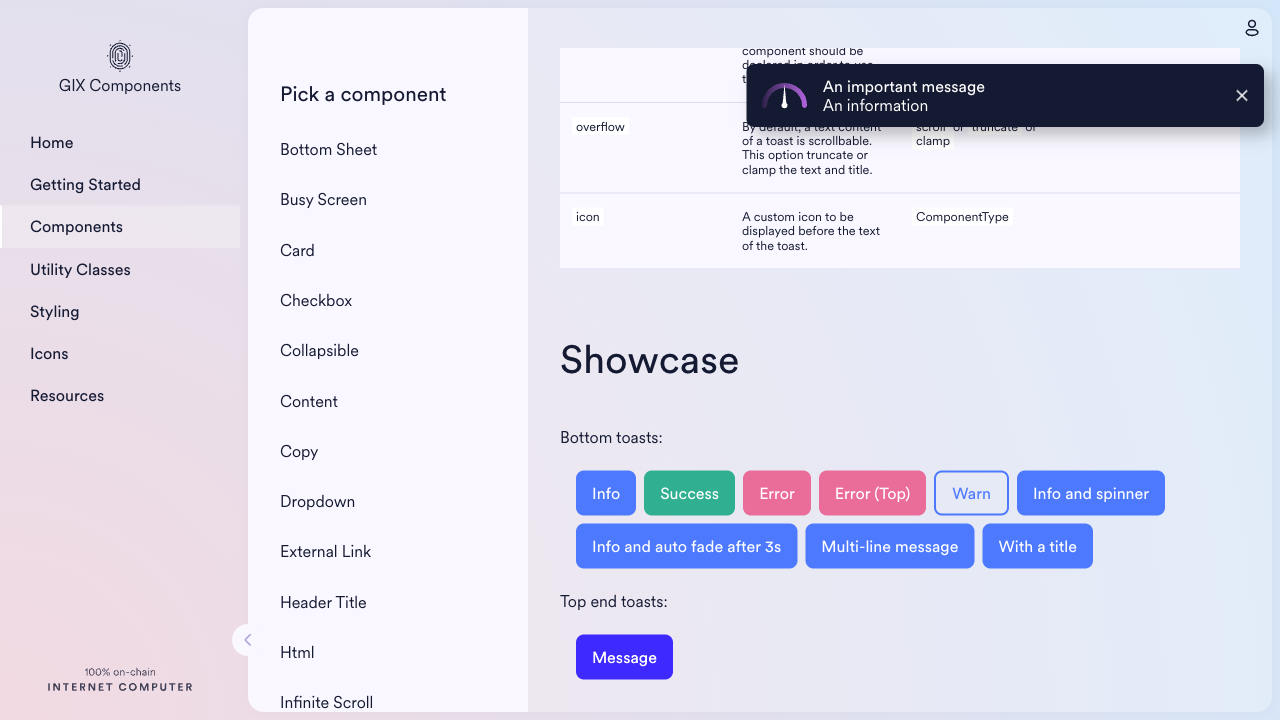 GIX Components
Home
Getting Started
Components
Utility Classes
Styling
Icons
Resources
100% on-chain
INTERNET COMPUTER
Pick a component
Bottom Sheet
Busy Screen
Card
Checkbox
Collapsible
Content
Copy
Dropdown
External Link
Header Title
Html
Infinite Scroll
component should be
An important message
An information
overflow
By default, a text content
of a toast is scrollbable.
This option truncate or
clamp the text and title.
scroll or truncate or
clamp
icon
A custom icon to be
displayed before the text
of the toast.
ComponentType
Showcase
Bottom toasts:
Info
Success
Error
Error (Top)
Warn
Info and spinner
Info and auto fade after 3s
Multi-line message
With a title
Top end toasts:
Message